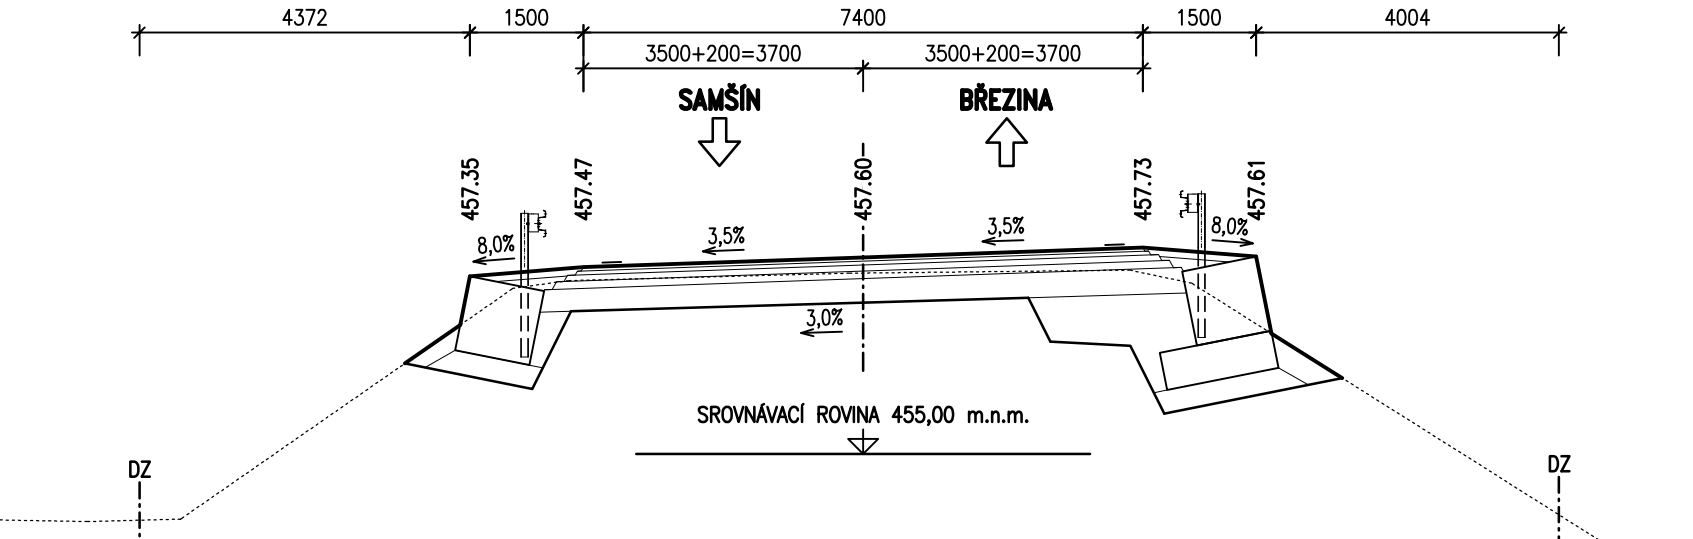 4372 1500 7400 1500 4004
3500+200=3700 3500+200=3700
SAMŠÍN BŘEZINA
457.35 457.47 457.60 457.73 457.61
8,0% 3,5% 3,5% 8,0%
3,0%
SROVNÁVACÍ ROVINA 455,00 m.n.m.
DZ DZ